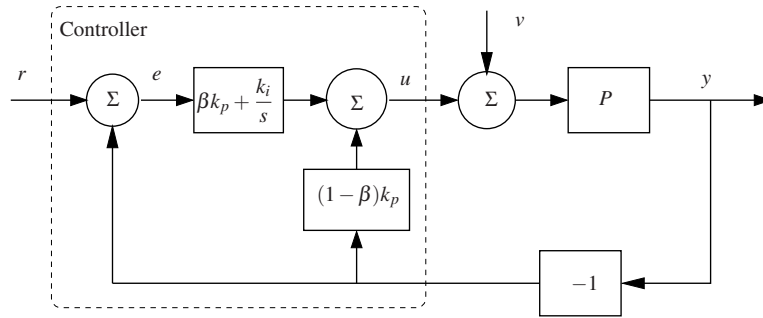 Controller
v
r
e
u
y
Σ
βk_p + k_i/s
Σ
Σ
P
(1 − β)k_p
−1